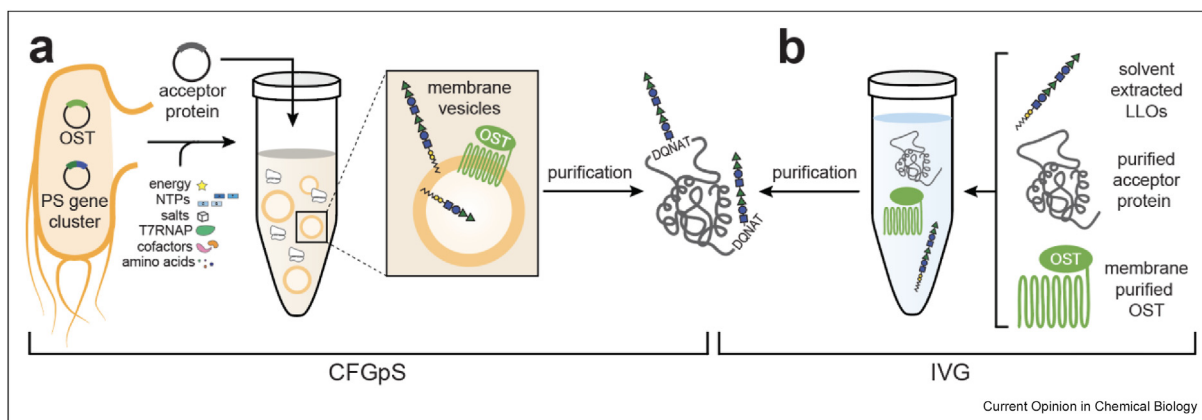 a
acceptor
protein
OST
PS gene
cluster
energy
NTPs
salts
T7RNAP
cofactors
amino acids
membrane
vesicles
OST
purification
DQNAT
DQNAT
CFGpS
b
purification
OST
solvent
extracted
LLOs
purified
acceptor
protein
OST
membrane
purified
OST
IVG
Current Opinion in Chemical Biology